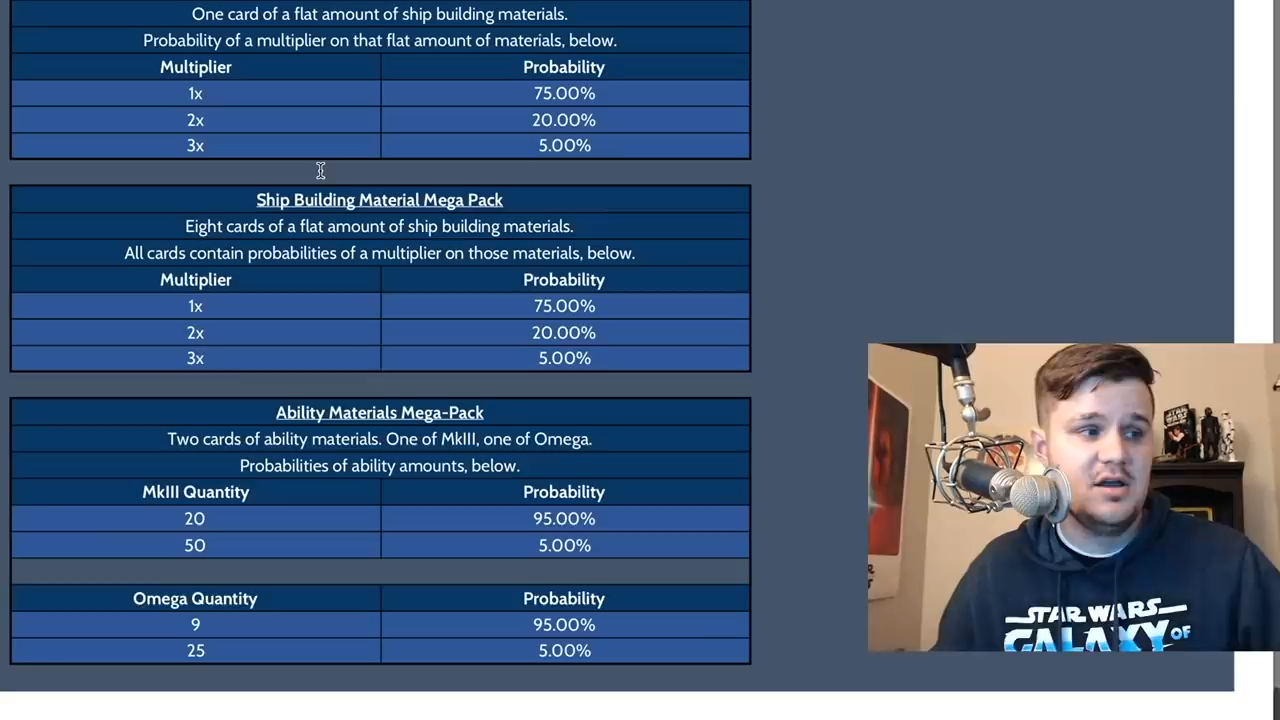 One card of a flat amount of ship building materials.
Probability of a multiplier on that flat amount of materials, below.
Multiplier Probability
1x 75.00%
2x 20.00%
3x 5.00%
Ship Building Material Mega Pack
Eight cards of a flat amount of ship building materials.
All cards contain probabilities of a multiplier on those materials, below.
Multiplier Probability
1x 75.00%
2x 20.00%
3x 5.00%
Ability Materials Mega-Pack
Two cards of ability materials. One of MkIII, one of Omega.
Probabilities of ability amounts, below.
MkIII Quantity Probability
20 95.00%
50 5.00%
Omega Quantity Probability
9 95.00%
25 5.00%
STAR WARS
STAR WARS
GALAXY OF